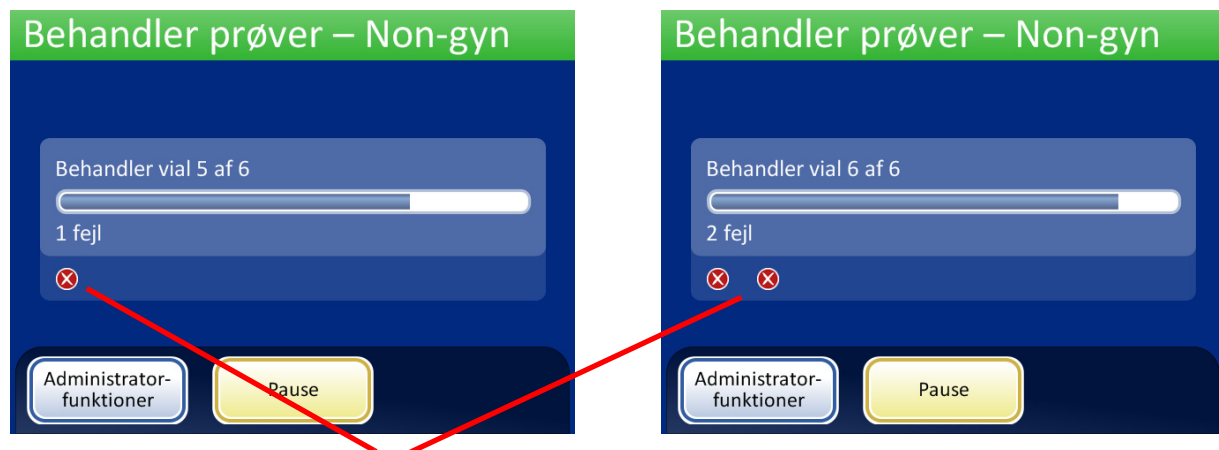 Behandler prøver – Non-gyn
Behandler vial 5 af 6
1 fejl
Administrator-
funktioner
Pause
Behandler prøver – Non-gyn
Behandler vial 6 af 6
2 fejl
Administrator-
funktioner
Pause